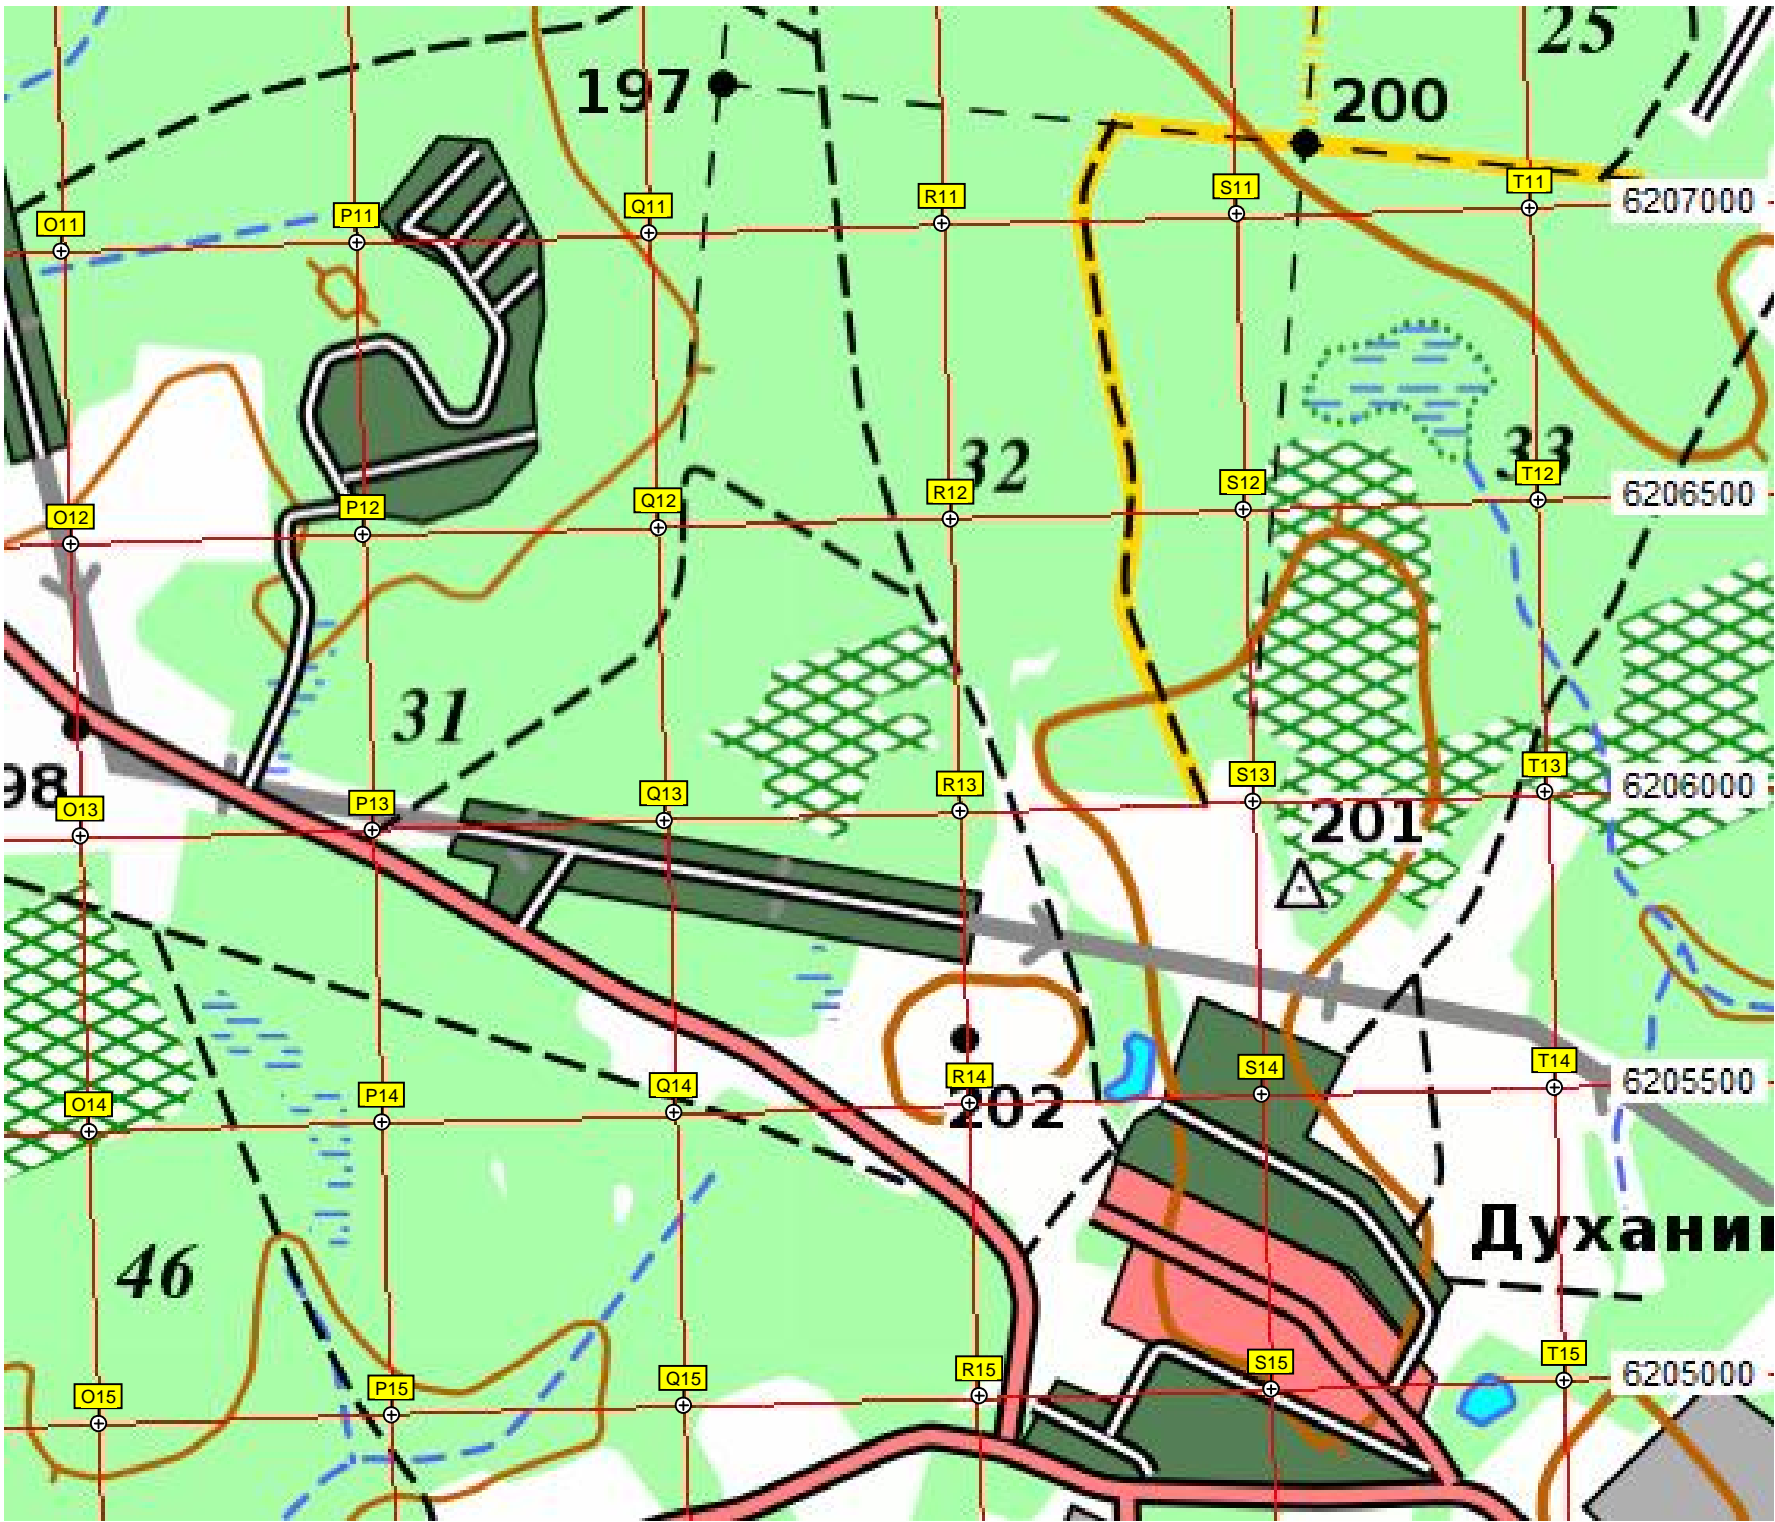 25
197
200
T11
6207000
S11
R11
Q11
P11
O11
32
33
T12
6206500
S12
R12
Q12
P12
O12
31
T13
6206000
S13
R13
Q13
P13
98
O13
201
T14
6205500
S14
R14
Q14
P14
O14
202
46
Духани
T15
6205000
S15
R15
Q15
P15
O15